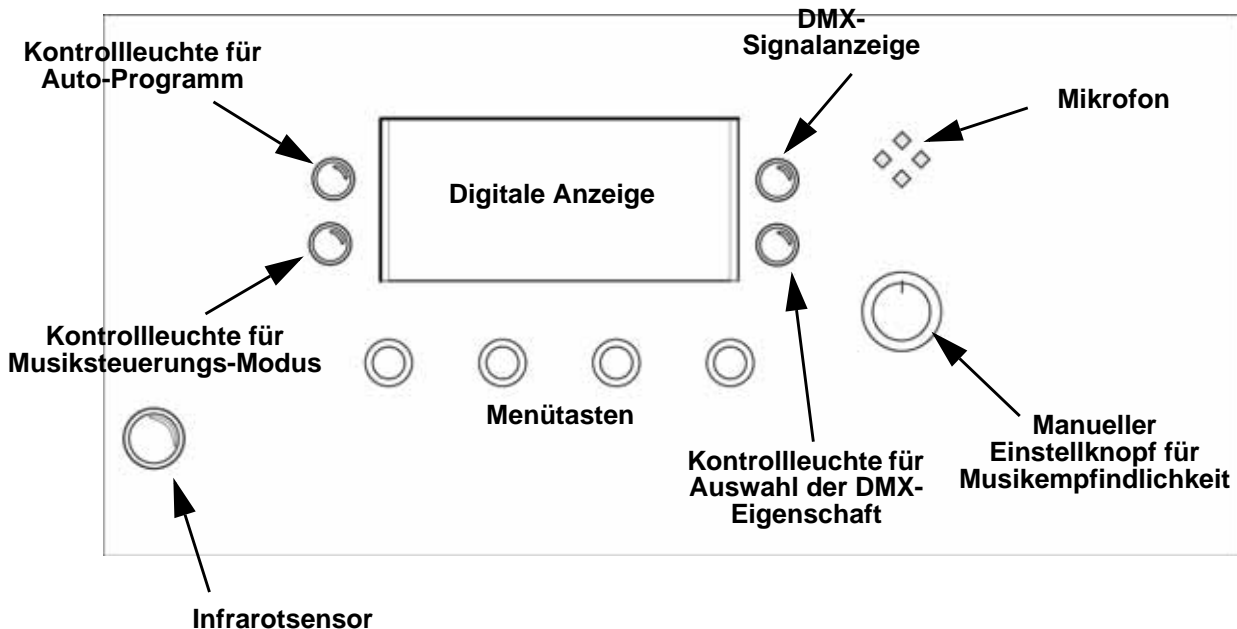 Kontrollleuchte für
Auto-Programm
DMX-
Signalanzeige
Mikrofon
Digitale Anzeige
Kontrollleuchte für
Musiksteuerungs-Modus
Menütasten
Kontrollleuchte für
Auswahl der DMX-
Eigenschaft
Manueller
Einstellknopf für
Musikempfindlichkeit
Infrarotsensor